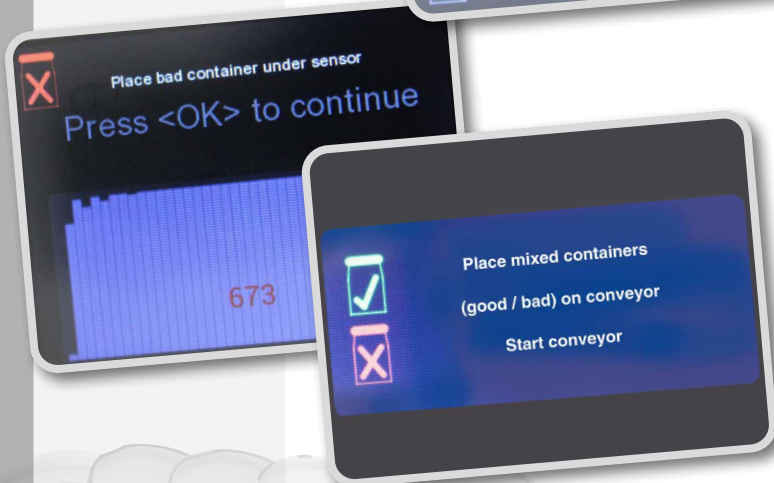 Place bad container under sensor
Press <OK> to continue
673
Place mixed containers
(good / bad) on conveyor
Start conveyor